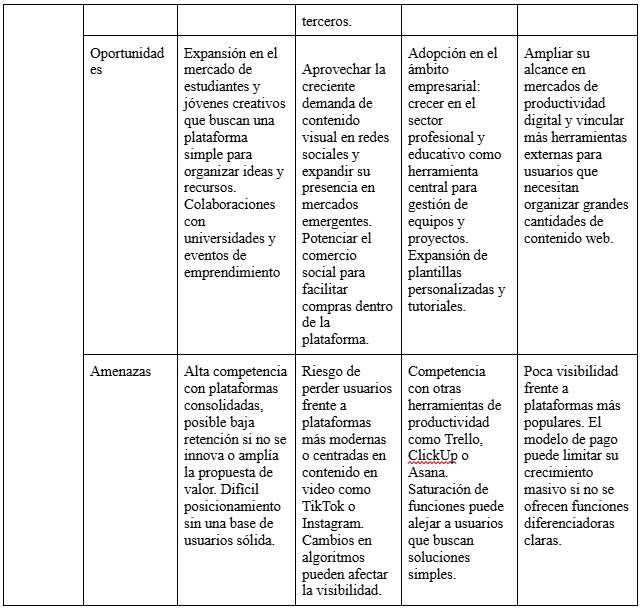 terceros.
Oportunidad
es
Expansión en el
mercado de
estudiantes y
jóvenes creativos
que buscan una
plataforma
simple para
organizar ideas y
recursos.
Colaboraciones
con
universidades y
eventos de
emprendimiento
Aprovechar la
creciente
demanda de
contenido
visual en redes
sociales y
expandir su
presencia en
mercados
emergentes.
Potenciar el
comercio
social para
facilitar
compras dentro
de la
plataforma.
Adopción en el
ámbito
empresarial:
crecer en el
sector
profesional y
educativo como
herramienta
central para
gestión de
equipos y
proyectos.
Expansión de
plantillas
personalizadas y
tutoriales.
Ampliar su
alcance en
mercados de
productividad
digital y vincular
más herramientas
externas para
usuarios que
necesitan
organizar grandes
cantidades de
contenido web.
Amenazas
Alta competencia
con plataformas
consolidadas,
posible baja
retención si no se
innova o amplía
la propuesta de
valor. Difícil
posicionamiento
sin una base de
usuarios sólida.
Riesgo de
perder usuarios
frente a
plataformas
más modernas
o centradas en
contenido en
video como
TikTok o
Instagram.
Cambios en
algoritmos
pueden afectar
la visibilidad.
Competencia
con otras
herramientas de
productividad
como Trello,
ClickUp o
Asana.
Saturación de
funciones puede
alejar a usuarios
que buscan
soluciones
simples.
Poca visibilidad
frente a
plataformas más
populares. El
modelo de pago
puede limitar su
crecimiento
masivo si no se
ofrecen funciones
diferenciadoras
claras.